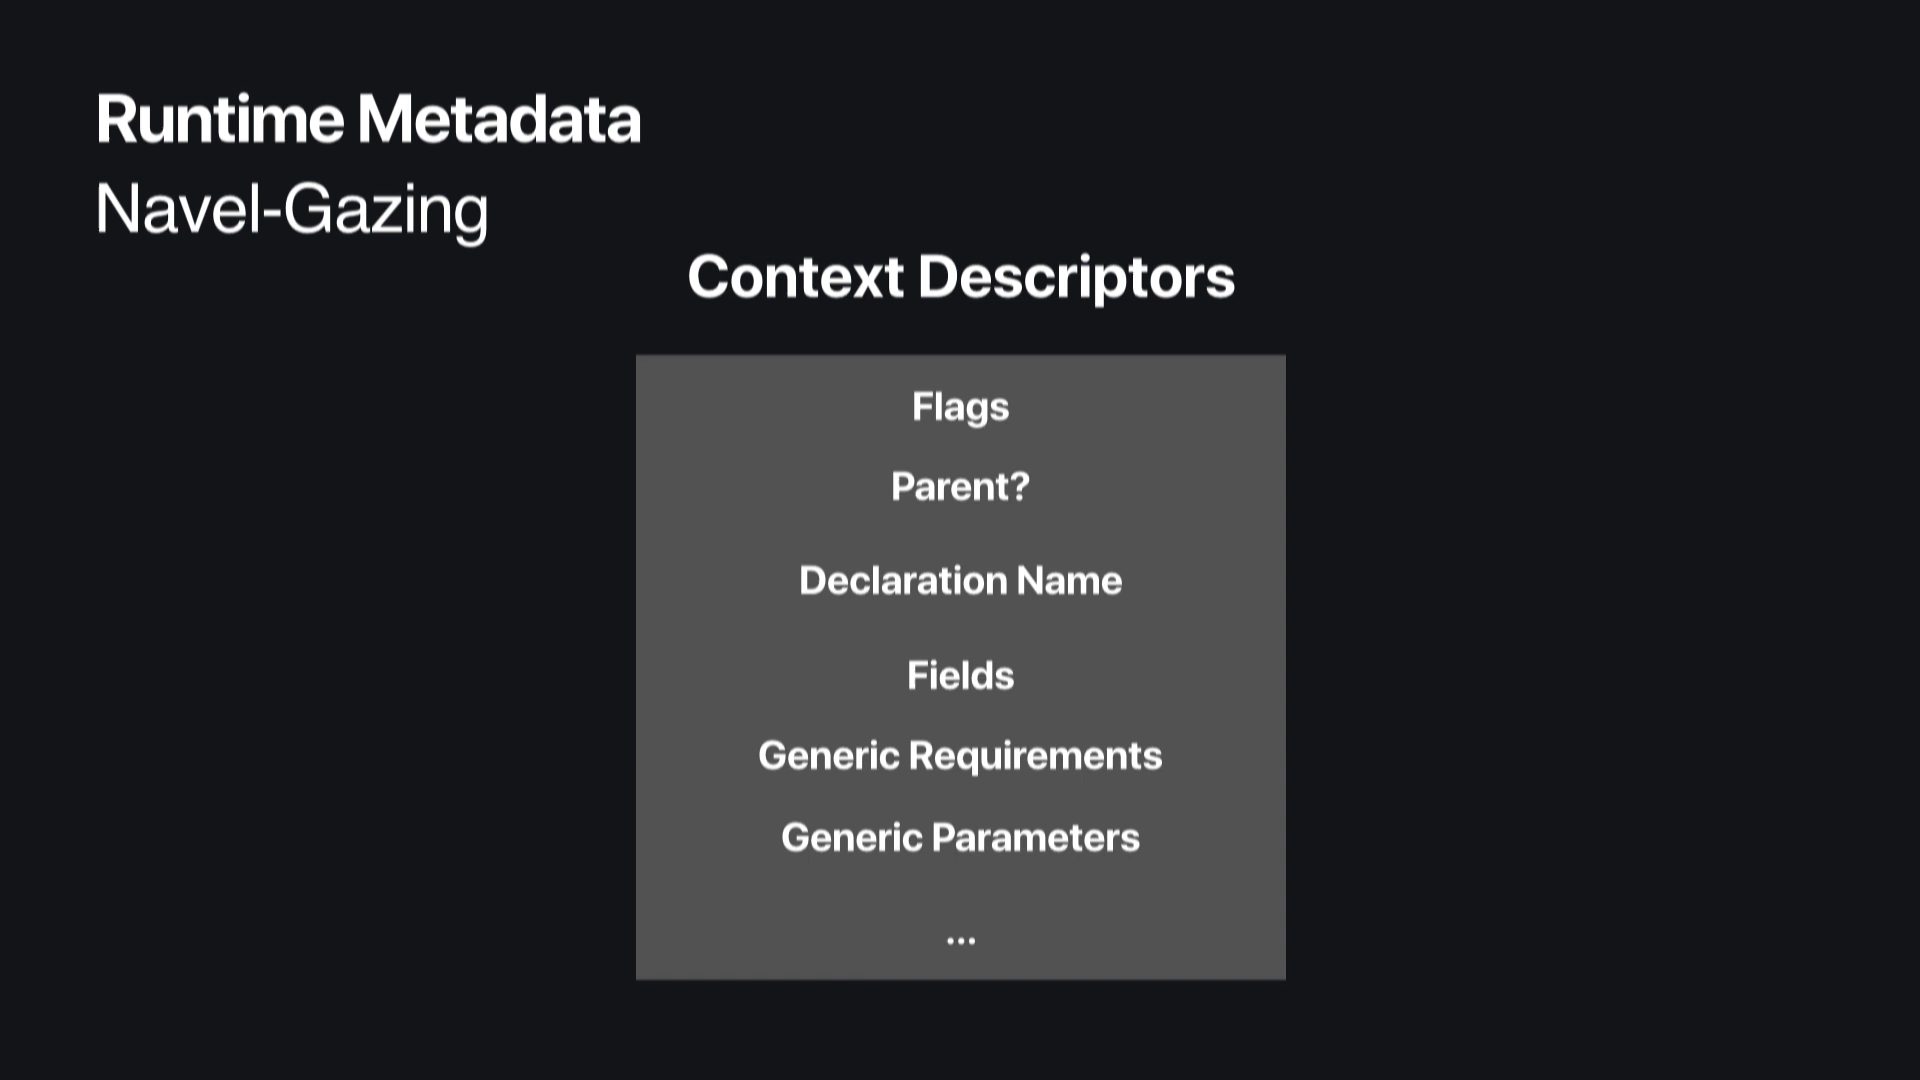 Runtime Metadata
Navel-Gazing
Context Descriptors
Flags
Parent?
Declaration Name
Fields
Generic Requirements
Generic Parameters
...